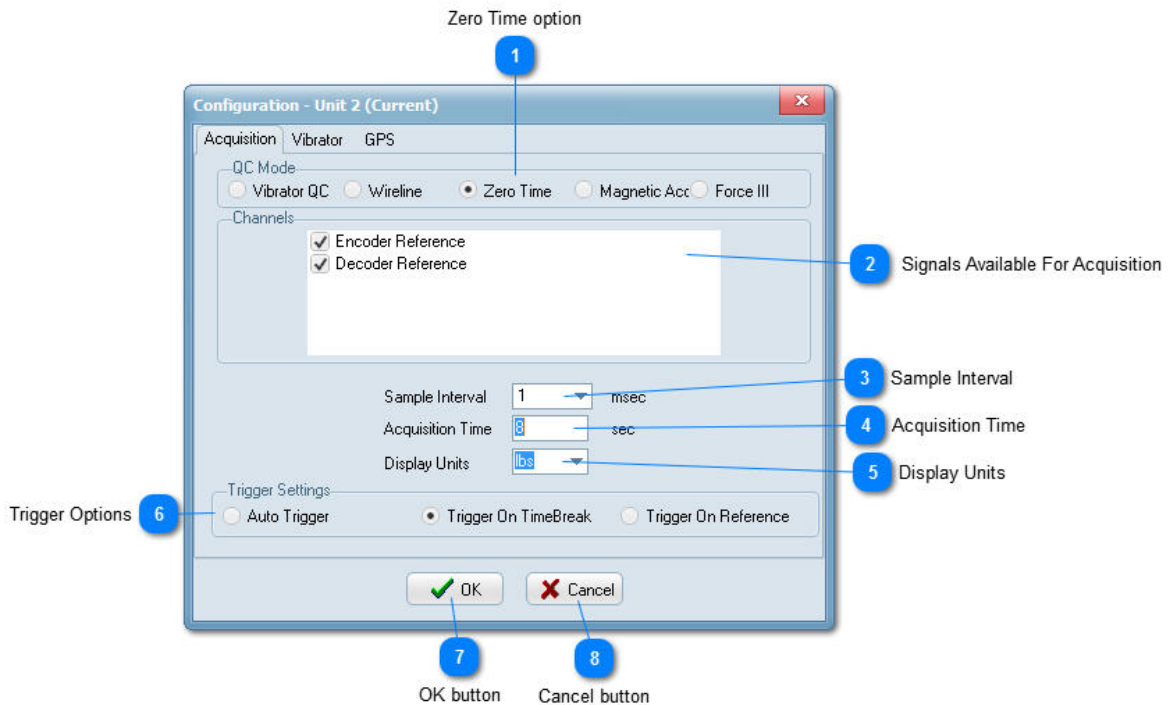 Zero Time option
1
Configuration - Unit 2 (Current)
Acquisition Vibrator GPS
QC Mode
Vibrator QC Wireline Zero Time Magnetic Acc Force III
Channels
Encoder Reference
Decoder Reference
2 Signals Available For Acquisition
Sample Interval 1 msec
3 Sample Interval
Acquisition Time 8 sec
4 Acquisition Time
Display Units lbs
5 Display Units
Trigger Settings
Trigger Options 6
Auto Trigger Trigger On TimeBreak Trigger On Reference
OK Cancel
7 8
OK button Cancel button